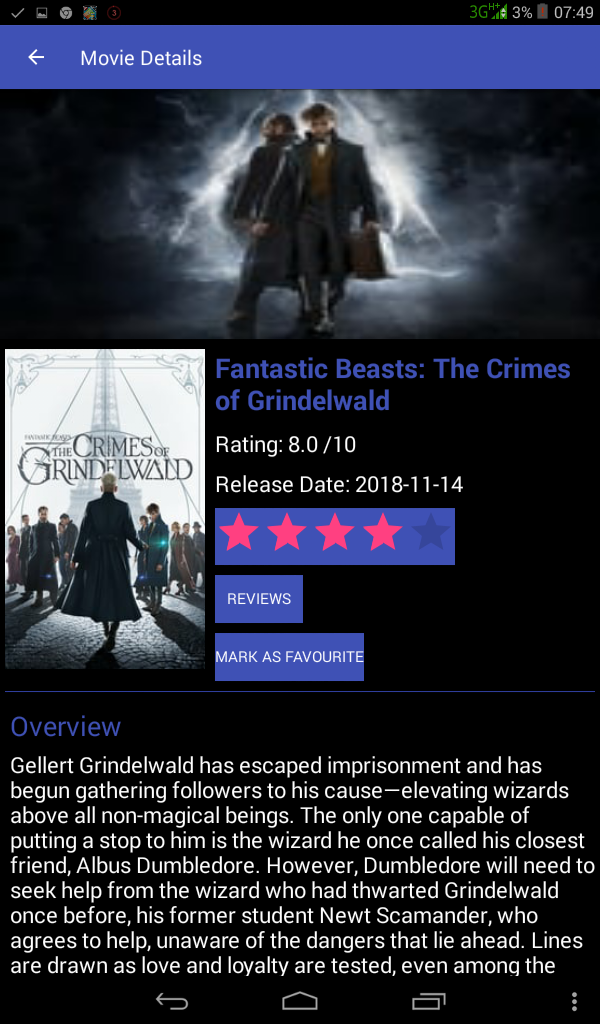 3 3G H+ 3% 07:49
Movie Details
Fantastic Beasts: The Crimes
of Grindelwald
Rating: 8.0 /10
Release Date: 2018-11-14
FANTASTIC BEASTS
THE CRIMES OF
GRINDELWALD
REVIEWS
MARK AS FAVOURITE
Overview
Gellert Grindelwald has escaped imprisonment and has
begun gathering followers to his cause—elevating wizards
above all non-magical beings. The only one capable of
putting a stop to him is the wizard he once called his closest
friend, Albus Dumbledore. However, Dumbledore will need to
seek help from the wizard who had thwarted Grindelwald
once before, his former student Newt Scamander, who
agrees to help, unaware of the dangers that lie ahead. Lines
are drawn as love and loyalty are tested, even among the